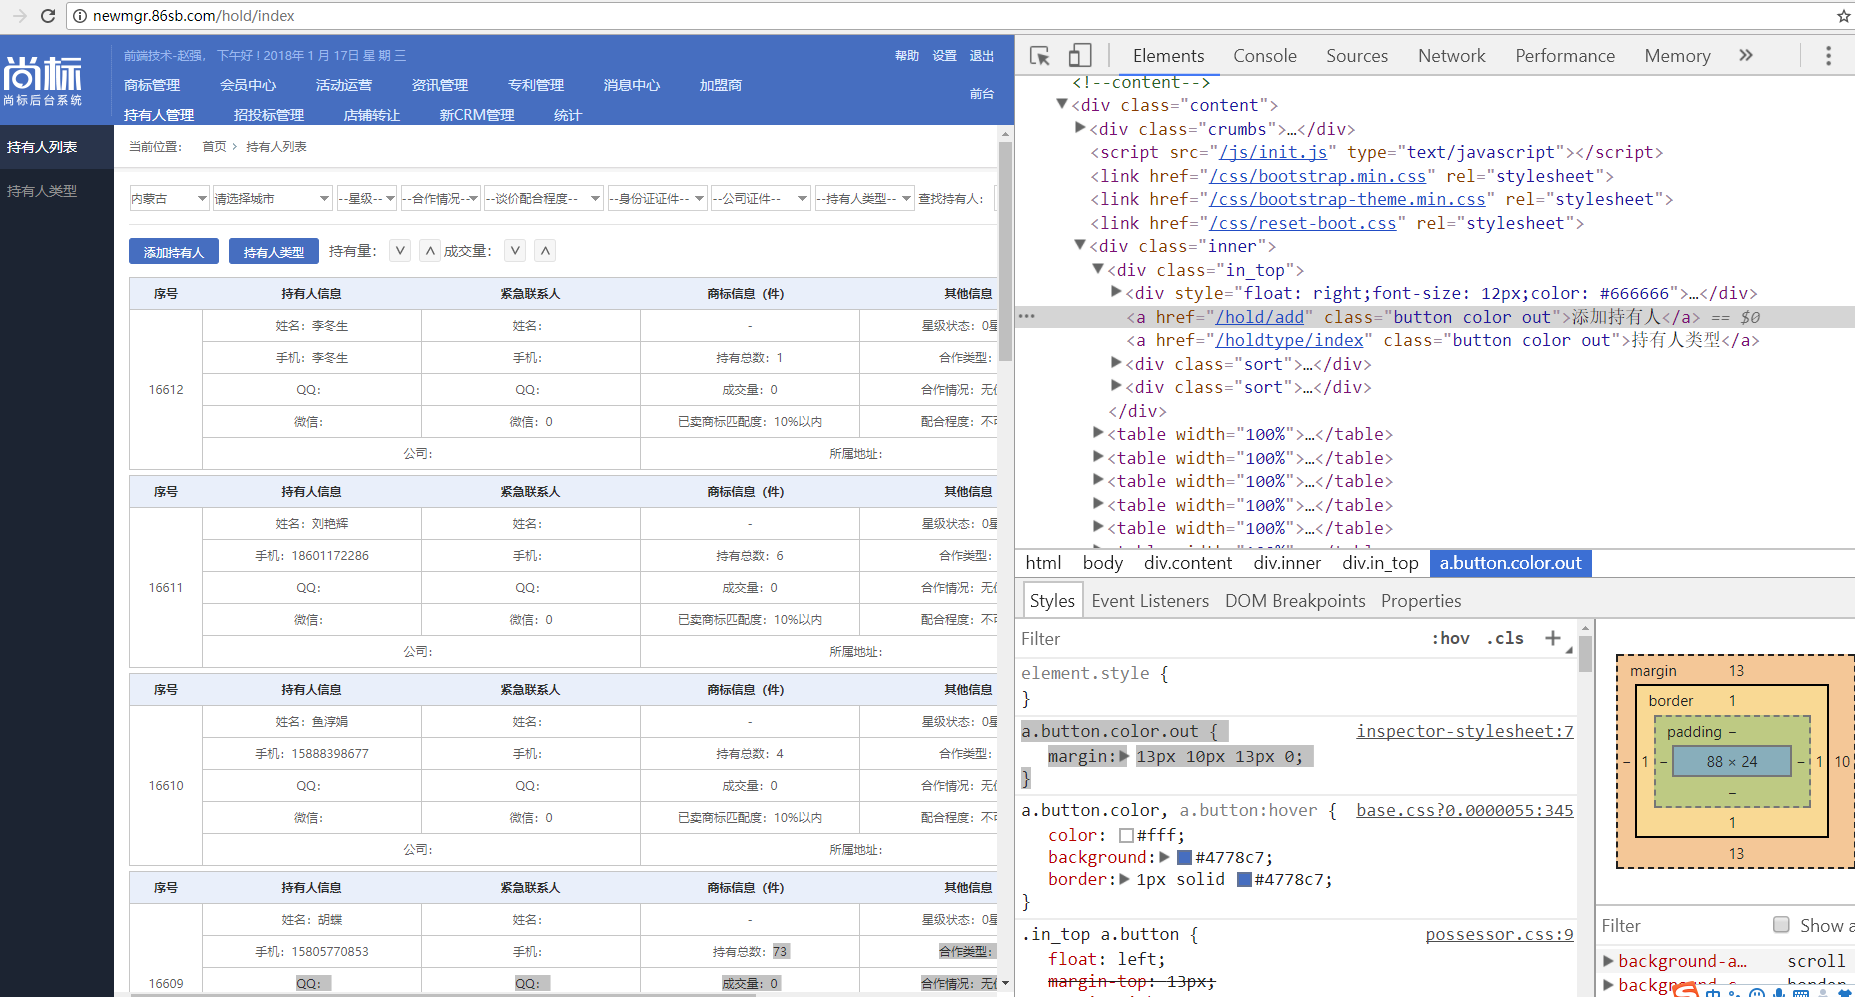 newmgr.86sb.com/hold/index
尚标
尚标后台系统
前端技术-赵强， 下午好 ! 2018年 1 月 17日 星 期 三
帮助 设置 退出
商标管理 会员中心 活动运营 资讯管理 专利管理 消息中心 加盟商
前台
持有人管理 招投标管理 店铺转让 新CRM管理 统计
持有人列表
持有人类型
当前位置： 首页 > 持有人列表
内蒙古 请选择城市 --星级-- --合作情况-- --谈价配合程度-- --身份证证件-- --公司证件-- --持有人类型-- 查找持有人：
添加持有人 持有人类型 持有量： ∨ ∧ 成交量： ∨ ∧
序号 持有人信息 紧急联系人 商标信息（件） 其他信息
姓名：李冬生 姓名： - 星级状态：0星
手机：李冬生 手机： 持有总数：1 合作类型：
16612 QQ： QQ： 成交量：0 合作情况：无
微信： 微信：0 已卖商标匹配度：10%以内 配合程度：不
公司： 所属地址：
序号 持有人信息 紧急联系人 商标信息（件） 其他信息
姓名：刘艳辉 姓名： - 星级状态：0星
手机：18601172286 手机： 持有总数：6 合作类型：
16611 QQ： QQ： 成交量：0 合作情况：无
微信： 微信：0 已卖商标匹配度：10%以内 配合程度：不
公司： 所属地址：
序号 持有人信息 紧急联系人 商标信息（件） 其他信息
姓名：鱼淳娟 姓名： - 星级状态：0星
手机：15888398677 手机： 持有总数：4 合作类型：
16610 QQ： QQ： 成交量：0 合作情况：无
微信： 微信：0 已卖商标匹配度：10%以内 配合程度：不
公司： 所属地址：
序号 持有人信息 紧急联系人 商标信息（件） 其他信息
姓名：胡蝶 姓名： - 星级状态：0星
手机：15805770853 手机： 持有总数：73 合作类型：
16609 QQ： QQ： 成交量：0 合作情况：无
Elements Console Sources Network Performance Memory »
<!--content-->
▼<div class="content">
▶<div class="crumbs">…</div>
<script src="/js/init.js" type="text/javascript"></script>
<link href="/css/bootstrap.min.css" rel="stylesheet">
<link href="/css/bootstrap-theme.min.css" rel="stylesheet">
<link href="/css/reset-boot.css" rel="stylesheet">
▼<div class="inner">
▼<div class="in_top">
▶<div style="float: right;font-size: 12px;color: #666666">…</div>
… <a href="/hold/add" class="button color out">添加持有人</a> == $0
<a href="/holdtype/index" class="button color out">持有人类型</a>
▶<div class="sort">…</div>
▶<div class="sort">…</div>
</div>
▶<table width="100%">…</table>
▶<table width="100%">…</table>
▶<table width="100%">…</table>
▶<table width="100%">…</table>
▶<table width="100%">…</table>
html body div.content div.inner div.in_top a.button.color.out
Styles Event Listeners DOM Breakpoints Properties
Filter :hov .cls +
element.style {
}
a.button.color.out { inspector-stylesheet:7
margin:▶ 13px 10px 13px 0;
}
a.button.color, a.button:hover { base.css?0.0000055:345
color: #fff;
background:▶ #4778c7;
border:▶ 1px solid #4778c7;
}
.in_top a.button { possessor.css:9
float: left;
margin-top: 13px;
margin 13
border 1
padding –
– 1 – 88 × 24 – 1 10
–
1
13
Filter Show a
▶ background-a… scroll